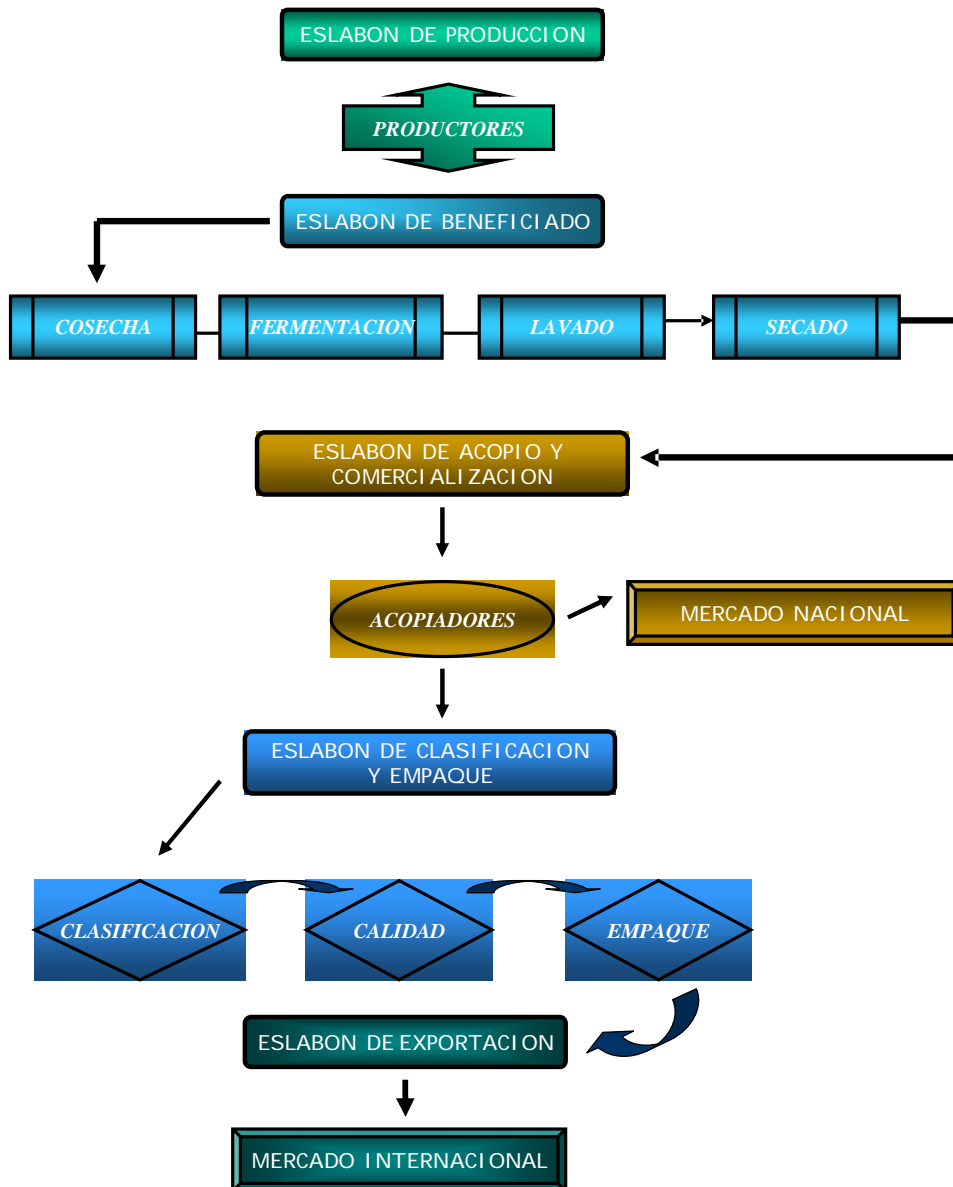 ESLABON DE PRODUCCION
PRODUCTORES
ESLABON DE BENEFICIADO
COSECHA
FERMENTACION
LAVADO
SECADO
ESLABON DE ACOPIO Y
COMERCIALIZACION
ACOPIADORES
MERCADO NACIONAL
ESLABON DE CLASIFICACION
Y EMPAQUE
CLASIFICACION
CALIDAD
EMPAQUE
ESLABON DE EXPORTACION
MERCADO INTERNACIONAL